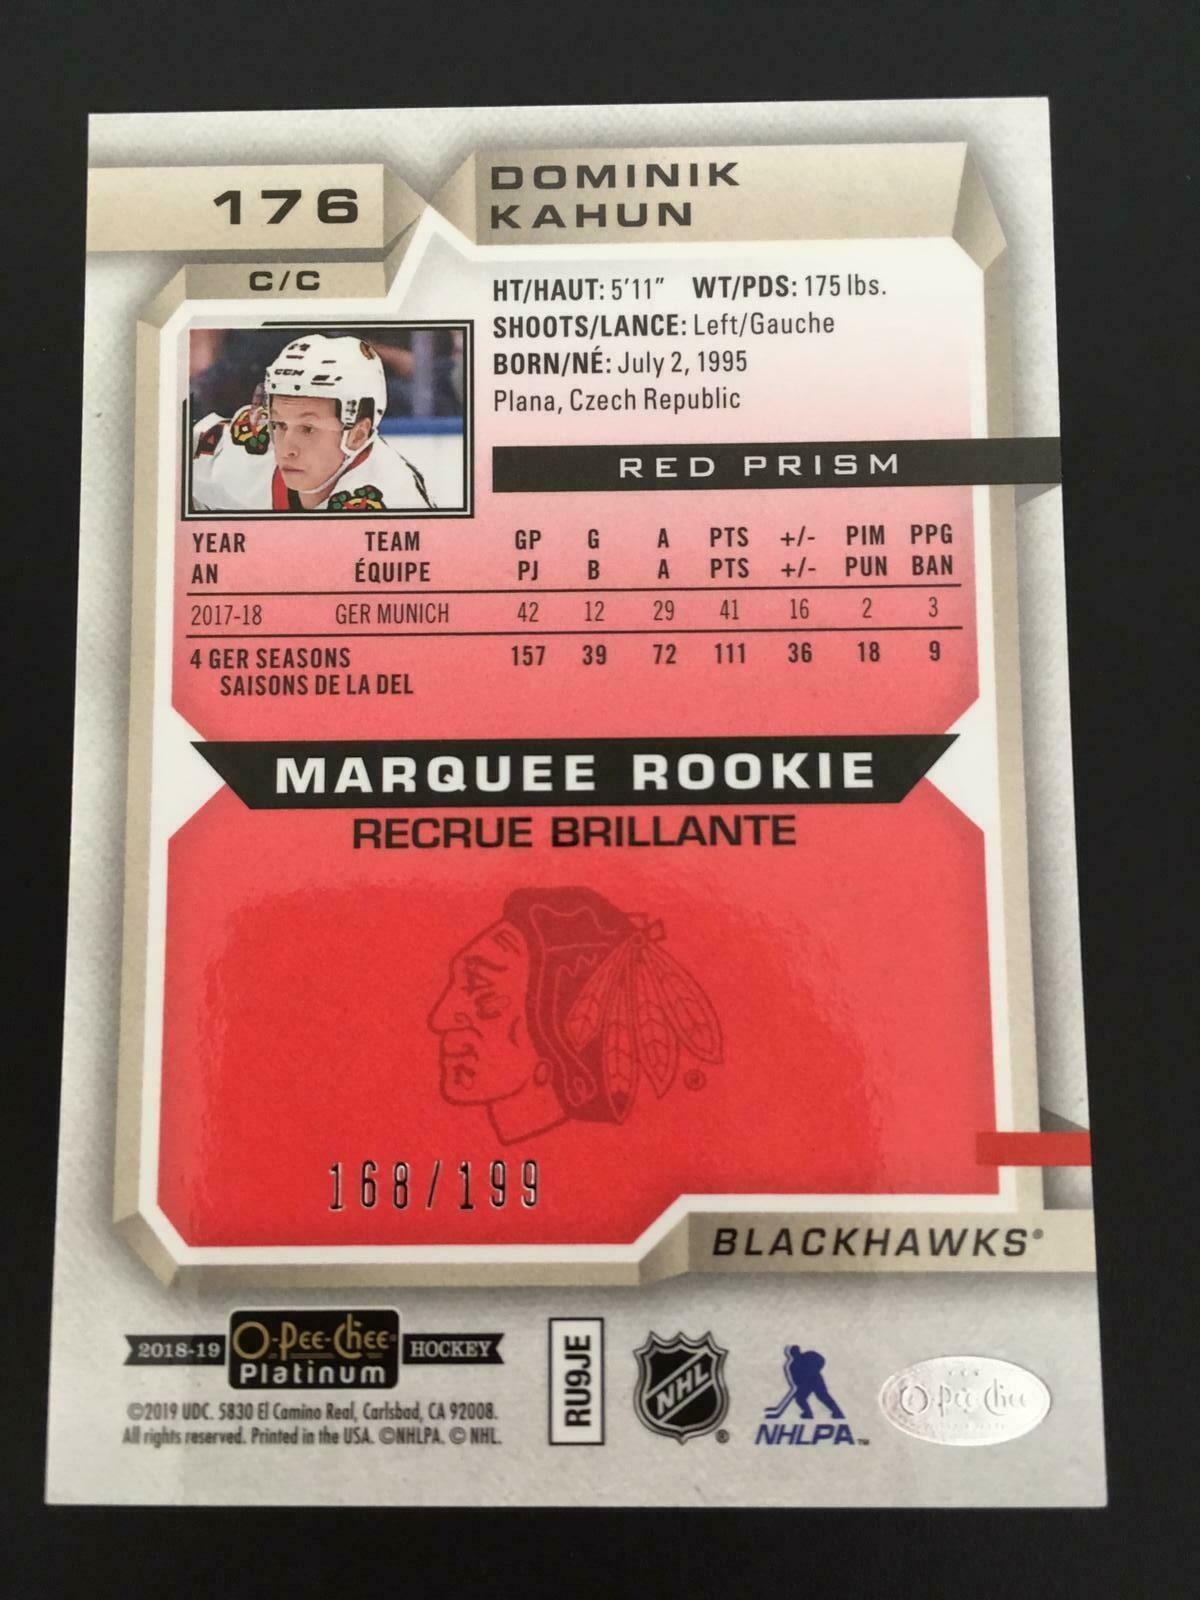 176
DOMINIK
KAHUN
C/C
HT/HAUT: 5'11" WT/PDS: 175 lbs.
SHOOTS/LANCE: Left/Gauche
BORN/NÉ: July 2, 1995
Plana, Czech Republic
CCM
RED PRISM
YEAR TEAM GP G A PTS +/- PIM PPG
AN ÉQUIPE PJ B A PTS +/- PUN BAN
2017-18 GER MUNICH 42 12 29 41 16 2 3
4 GER SEASONS 157 39 72 111 36 18 9
SAISONS DE LA DEL
MARQUEE ROOKIE
RECRUE BRILLANTE
®
168/199
BLACKHAWKS®
2018-19 O-Pee-Chee® Platinum HOCKEY
©2019 UDC. 5830 El Camino Real, Carlsbad, CA 92008.
All rights reserved. Printed in the USA. ©NHLPA. © NHL.
RU9JE
NHL ®
NHLPA™
O-Pee-Chee